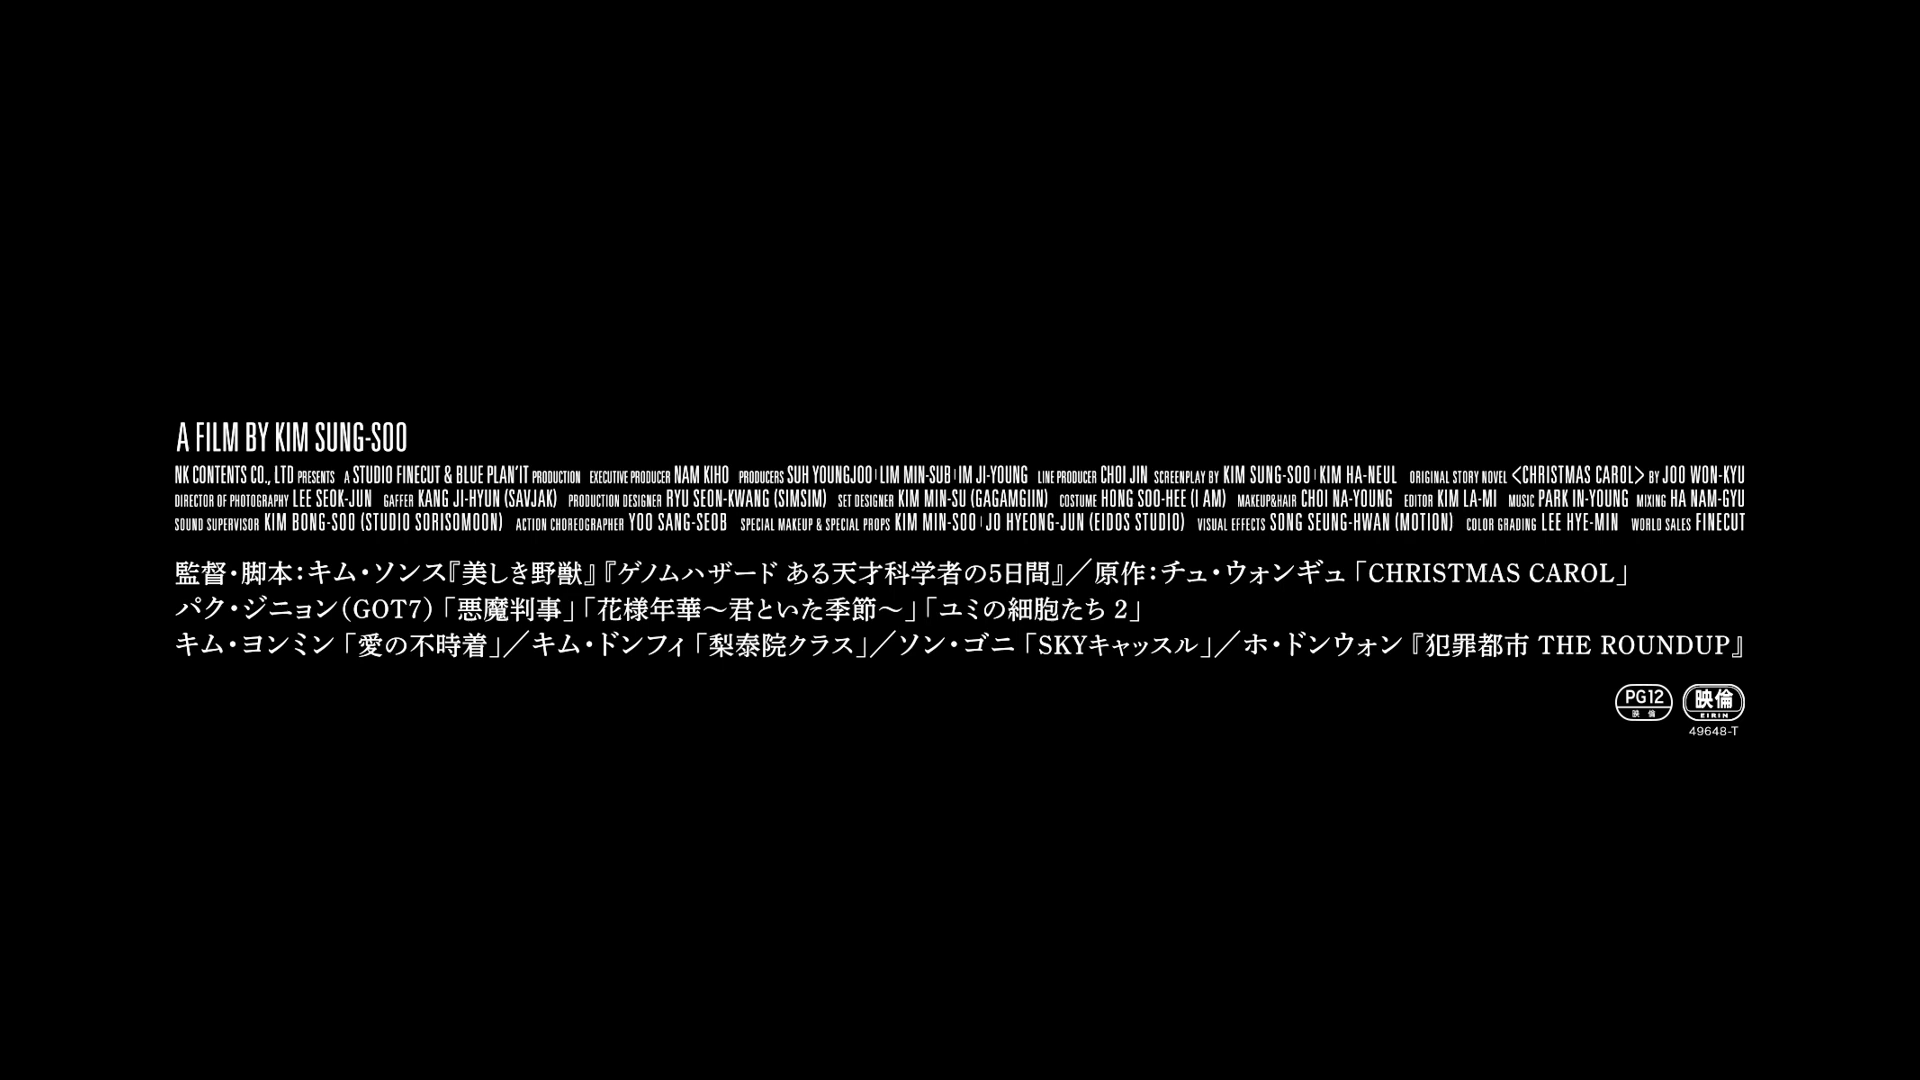 A FILM BY KIM SUNG-SOO
NK CONTENTS CO., LTD PRESENTS A STUDIO FINECUT & BLUE PLAN'IT PRODUCTION EXECUTIVE PRODUCER NAM KIHO PRODUCERS SUH YOUNGJOO | LIM MIN-SUB | IM JI-YOUNG LINE PRODUCER CHOI JIN SCREENPLAY BY KIM SUNG-SOO | KIM HA-NEUL ORIGINAL STORY NOVEL <CHRISTMAS CAROL> BY JOO WON-KYU
DIRECTOR OF PHOTOGRAPHY LEE SEOK-JUN GAFFER KANG JI-HYUN (SAVJAK) PRODUCTION DESIGNER RYU SEON-KWANG (SIMSIM) SET DESIGNER KIM MIN-SU (GAGAMGIIN) COSTUME HONG SOO-HEE (I AM) MAKEUP&HAIR CHOI NA-YOUNG EDITOR KIM LA-MI MUSIC PARK IN-YOUNG MIXING HA NAM-GYU
SOUND SUPERVISOR KIM BONG-SOO (STUDIO SORISOMOON) ACTION CHOREOGRAPHER YOO SANG-SEOB SPECIAL MAKEUP & SPECIAL PROPS KIM MIN-SOO | JO HYEONG-JUN (EIDOS STUDIO) VISUAL EFFECTS SONG SEUNG-HWAN (MOTION) COLOR GRADING LEE HYE-MIN WORLD SALES FINECUT
監督・脚本：キム・ソンス『美しき野獣』『ゲノムハザード ある天才科学者の5日間』／原作：チュ・ウォンギュ「CHRISTMAS CAROL」
パク・ジニョン（GOT7）「悪魔判事」「花様年華～君といた季節～」「ユミの細胞たち 2」
キム・ヨンミン「愛の不時着」／キム・ドンフィ「梨泰院クラス」／ソン・ゴニ「SKYキャッスル」／ホ・ドンウォン『犯罪都市 THE ROUNDUP』
PG12 映倫
映倫 EIRIN
49648-T